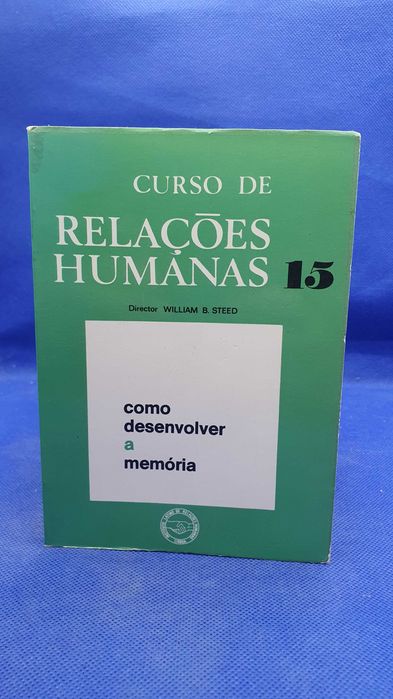 CURSO DE
RELAÇÕES
HUMANAS 15
Director WILLIAM B. STEED
como
desenvolver
a
memória